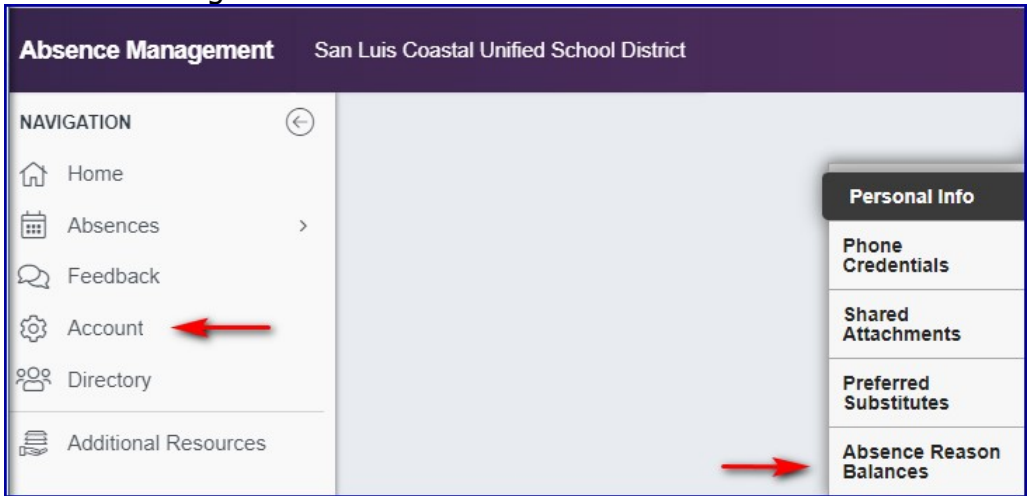 Absence Management San Luis Coastal Unified School District
NAVIGATION
Home
Absences
Feedback
Account
Directory
Additional Resources
Personal Info
Phone
Credentials
Shared
Attachments
Preferred
Substitutes
Absence Reason
Balances